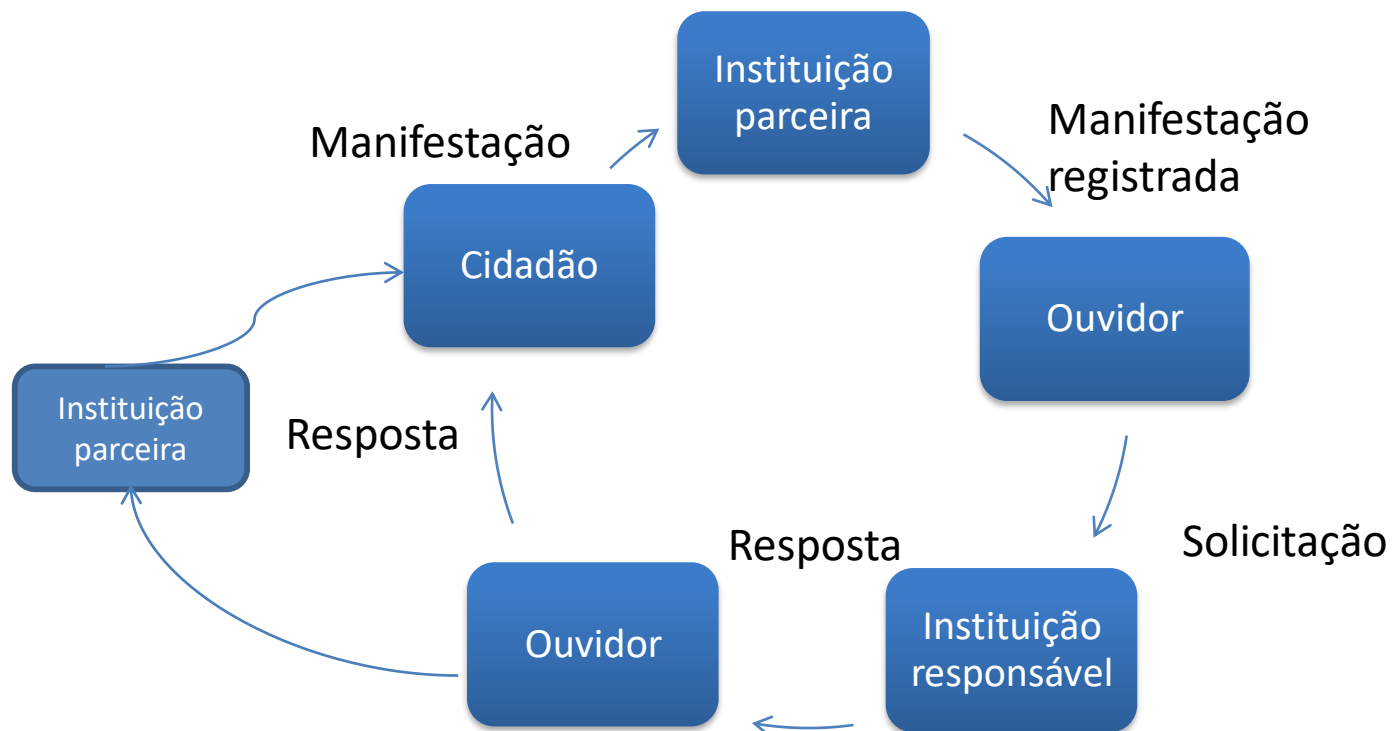 Instituição
parceira
Manifestação
registrada
Manifestação
Cidadão
Ouvidor
Instituição
parceira
Resposta
Solicitação
Resposta
Ouvidor
Instituição
responsável